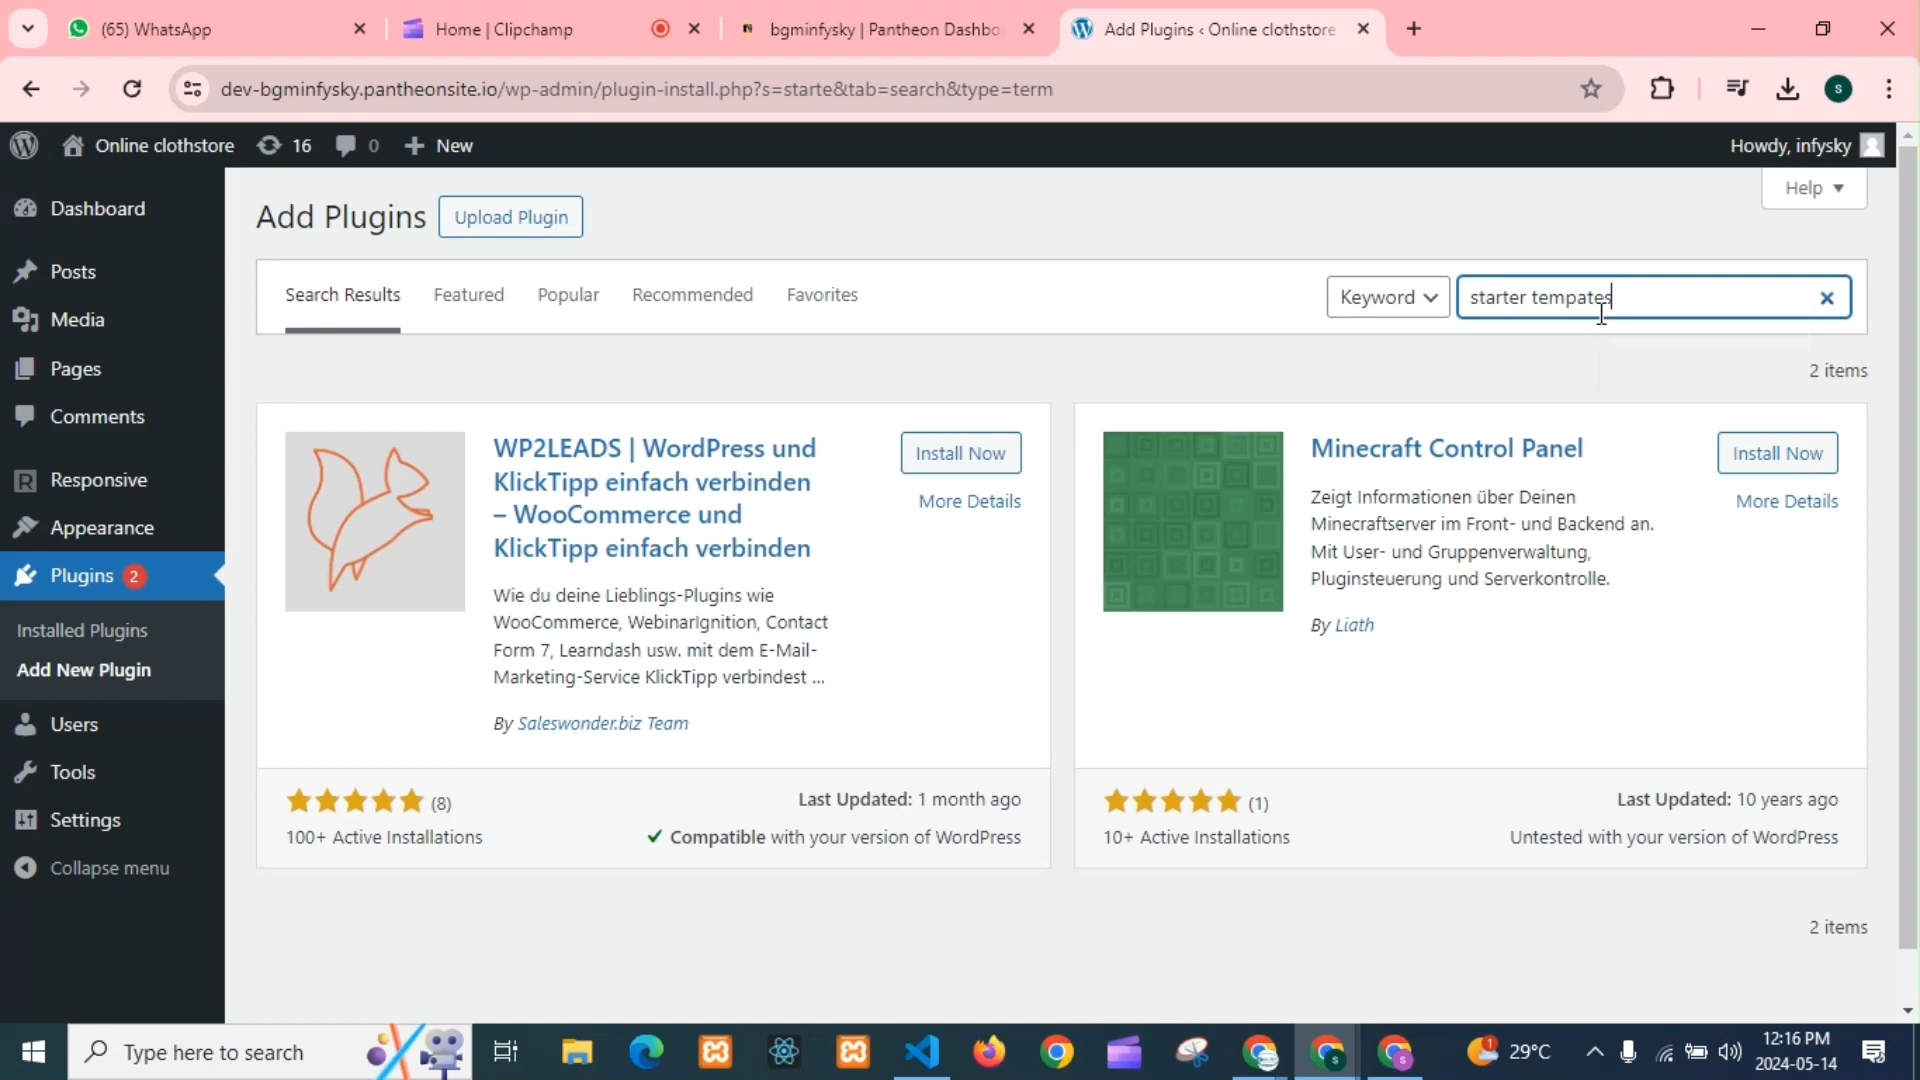 (65) WhatsApp
Home | Clipchamp
bgminfysky | Pantheon Dashbo
Add Plugins ‹ Online clothstore
dev-bgminfysky.pantheonsite.io/wp-admin/plugin-install.php?s=starte&tab=search&type=term
S
Online clothstore
16
0
New
Howdy, infysky
Dashboard
Posts
Media
Pages
Comments
Responsive
Appearance
Plugins 2
Installed Plugins
Add New Plugin
Users
Tools
Settings
Collapse menu
Help
Add Plugins
Upload Plugin
Search Results
Featured
Popular
Recommended
Favorites
Keyword
starter tempates
2 items
WP2LEADS | WordPress und
KlickTipp einfach verbinden
– WooCommerce und
KlickTipp einfach verbinden
Install Now
More Details
Wie du deine Lieblings-Plugins wie
WooCommerce, WebinarIgnition, Contact
Form 7, Learndash usw. mit dem E-Mail-
Marketing-Service KlickTipp verbindest ...
By Saleswonder.biz Team
(8)
Last Updated: 1 month ago
100+ Active Installations
Compatible with your version of WordPress
Minecraft Control Panel
Install Now
More Details
Zeigt Informationen über Deinen
Minecraftserver im Front- und Backend an.
Mit User- und Gruppenverwaltung,
Pluginsteuerung und Serverkontrolle.
By Liath
(1)
Last Updated: 10 years ago
10+ Active Installations
Untested with your version of WordPress
2 items
Type here to search
1
29°C
12:16 PM
2024-05-14